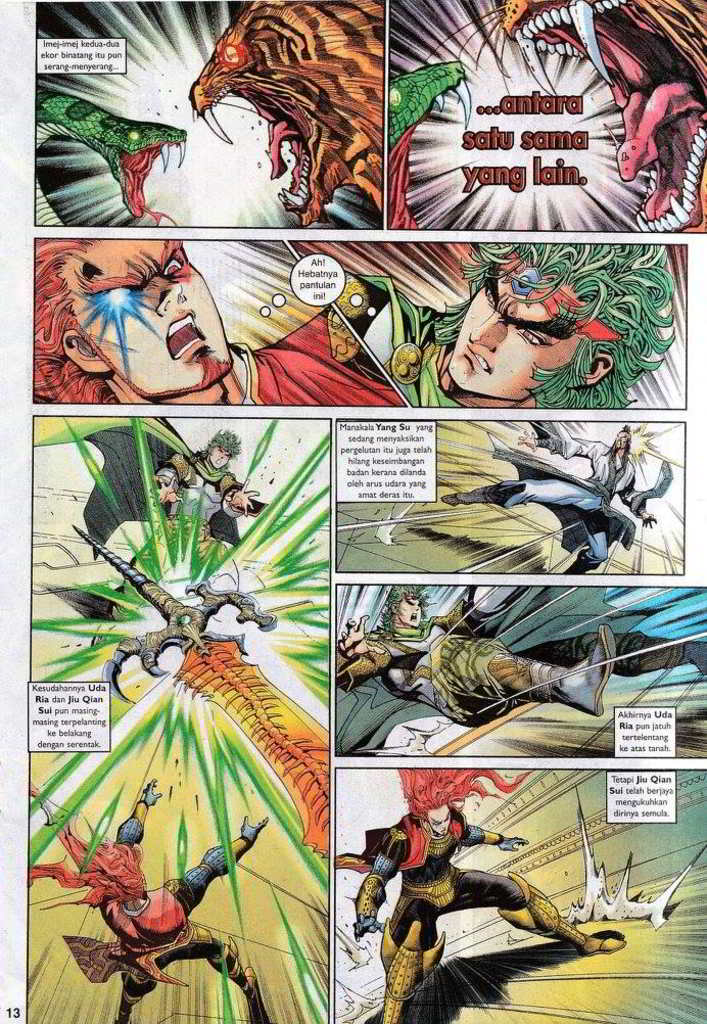 Imej-imej kedua-dua
ekor binatang itu pun
serang-menyerang...
...antara
satu sama
yang lain.
Ah!
Hebatnya
pantulan
ini!
Manakala Yang Su yang
sedang menyaksikan
pergelutan itu juga telah
hilang keseimbangan
badan kerana dilanda
oleh arus udara yang
amat deras itu.
Kesudahannya Uda
Ria dan Jiu Qian
Sui pun masing-
masing terpelanting
ke belakang
dengan serentak.
Akhirnya Uda
Ria pun jatuh
tertelentang
ke atas tanah.
Tetapi Jiu Qian
Sui telah berjaya
mengukuhkan
dirinya semula.
13